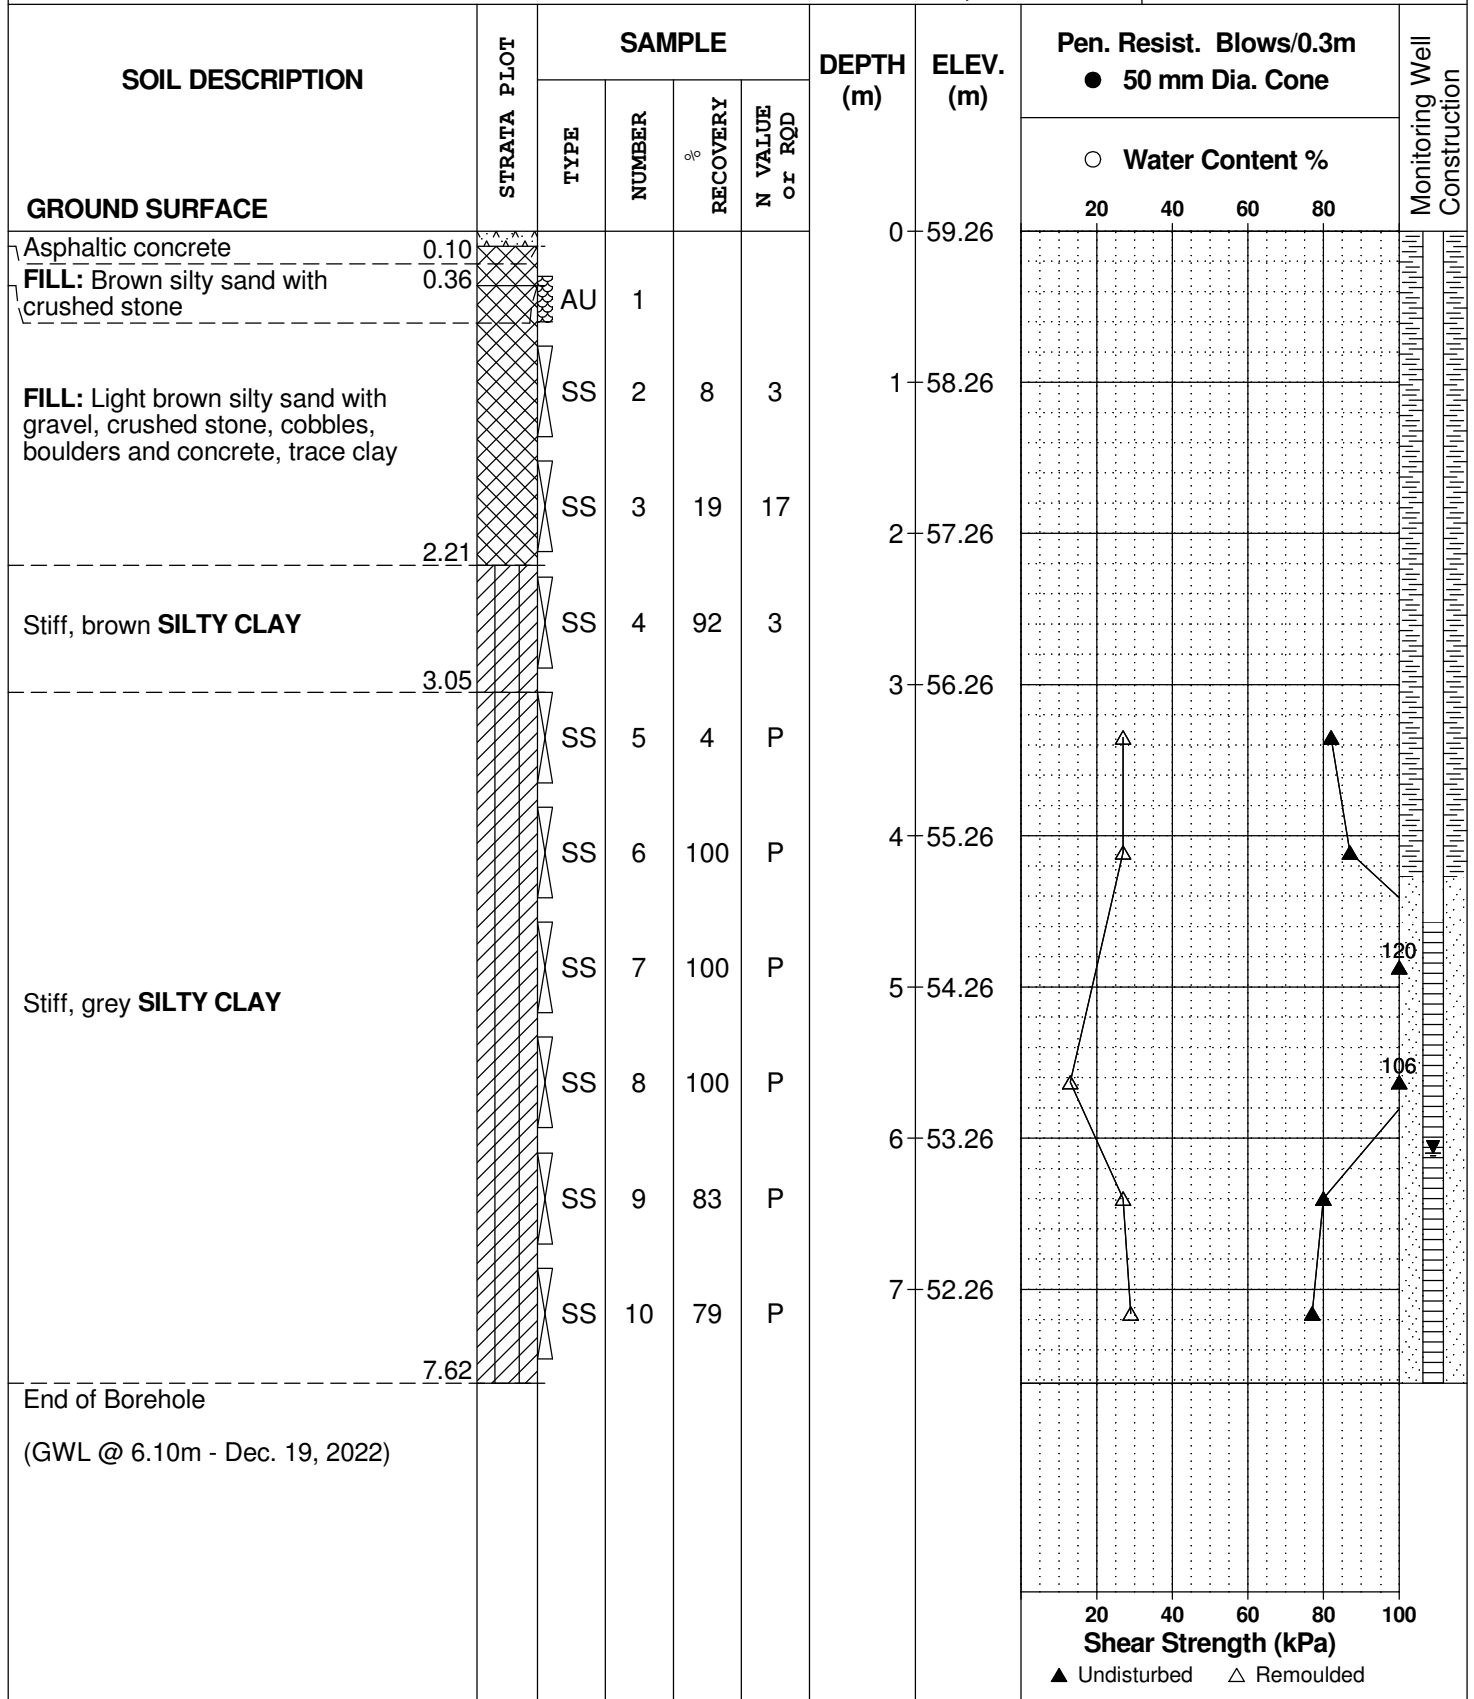 SOIL DESCRIPTION
GROUND SURFACE
STRATA PLOT
SAMPLE
TYPE
NUMBER
%
RECOVERY
N VALUE
or RQD
DEPTH
(m)
ELEV.
(m)
Pen. Resist. Blows/0.3m
● 50 mm Dia. Cone
○ Water Content %
20 40 60 80
Monitoring Well
Construction
0 59.26
Asphaltic concrete 0.10
FILL: Brown silty sand with 0.36
crushed stone
AU 1
FILL: Light brown silty sand with
gravel, crushed stone, cobbles,
boulders and concrete, trace clay
SS 2 8 3
1 58.26
SS 3 19 17
2 57.26
2.21
Stiff, brown SILTY CLAY
SS 4 92 3
3.05
3 56.26
SS 5 4 P
4 55.26
SS 6 100 P
120
SS 7 100 P
5 54.26
Stiff, grey SILTY CLAY
106
SS 8 100 P
6 53.26
SS 9 83 P
7 52.26
SS 10 79 P
7.62
End of Borehole
(GWL @ 6.10m - Dec. 19, 2022)
20 40 60 80 100
Shear Strength (kPa)
▲ Undisturbed △ Remoulded